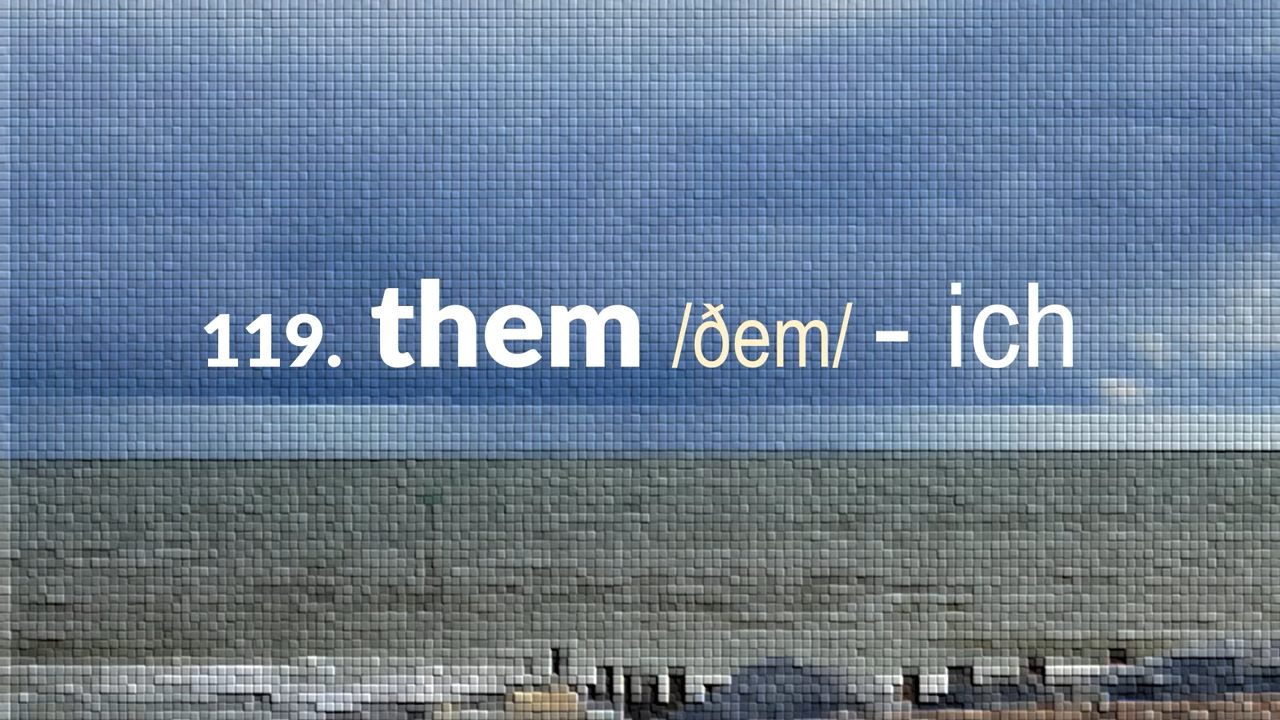 119. them /ðem/ - ich